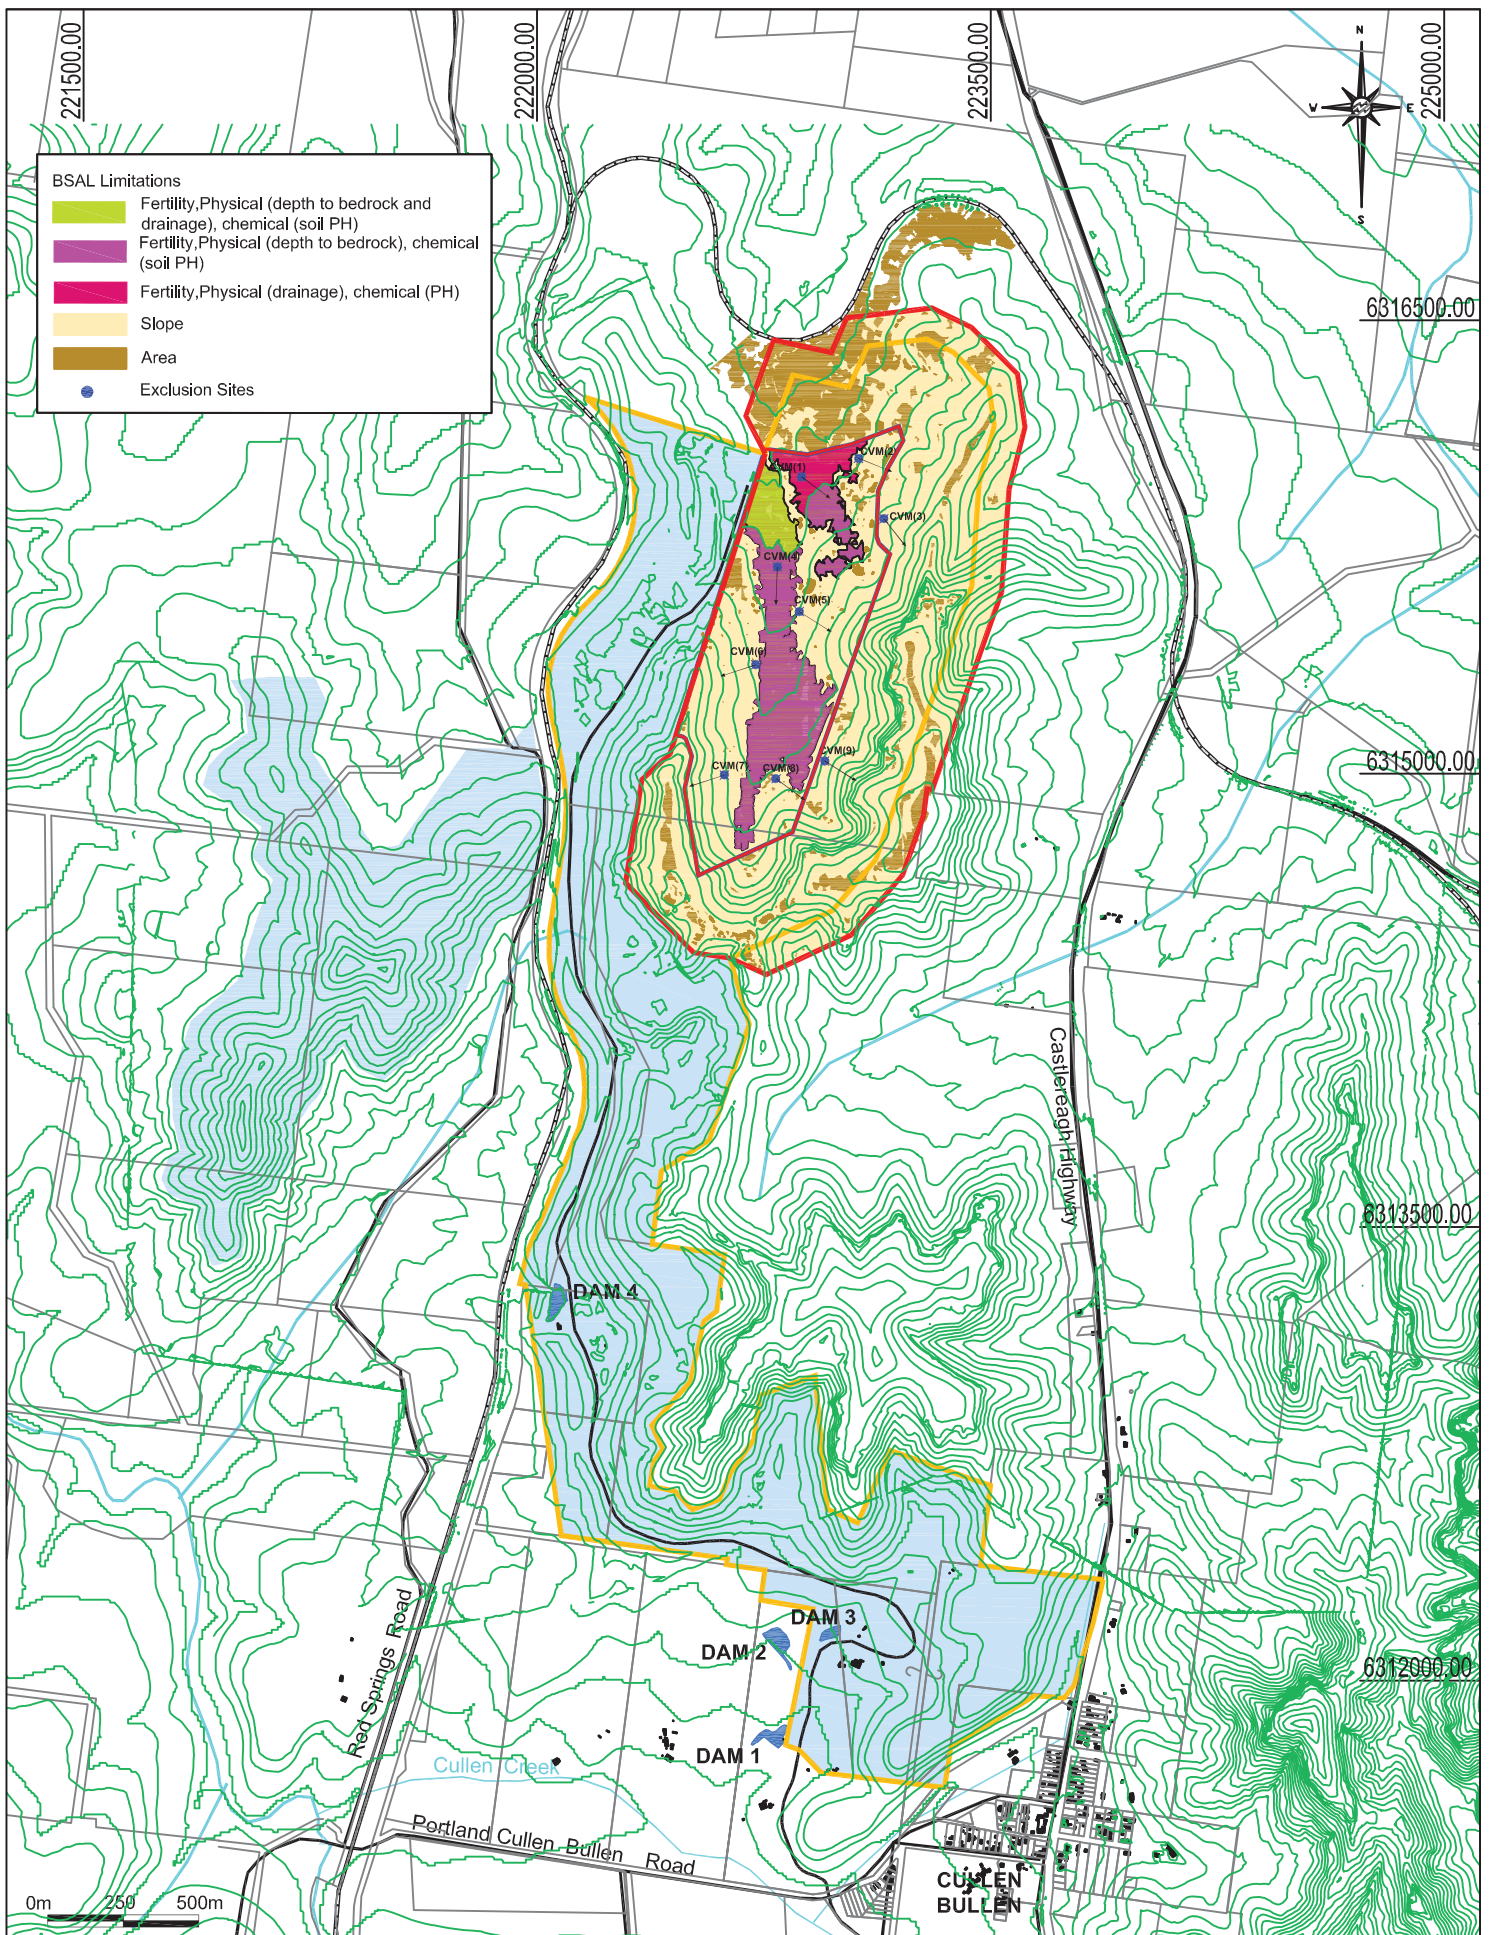 221500.00
222000.00
223500.00
225000.00
N
W
E
S
BSAL Limitations
Fertility,Physical (depth to bedrock and
drainage), chemical (soil PH)
Fertility,Physical (depth to bedrock), chemical
(soil PH)
Fertility,Physical (drainage), chemical (PH)
Slope
Area
Exclusion Sites
6316500.00
CVM(2)
CVM(1)
CVM(3)
CVM(4)
CVM(5)
CVM(6)
CVM(9)
CVM(7)
CVM(8)
6315000.00
Castlereagh Highway
6313500.00
DAM 4
DAM 3
DAM 2
6312000.00
Red Springs Road
DAM 1
Cullen Creek
Portland Cullen Bullen Road
CULLEN
BULLEN
0m 250 500m